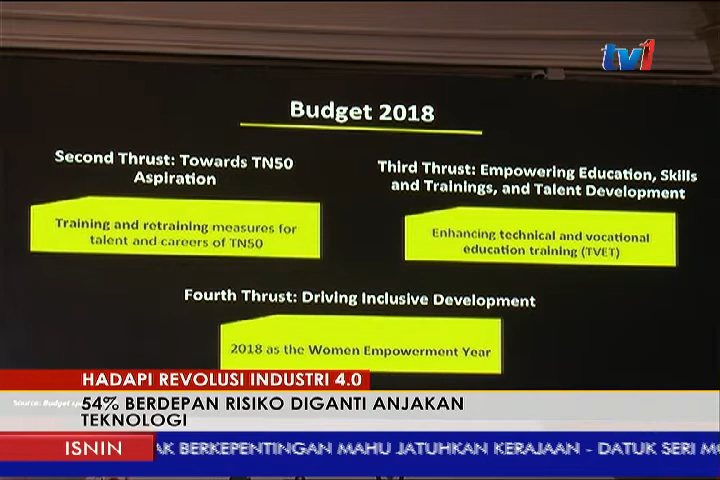 tv1
Budget 2018
Second Thrust: Towards TN50
Aspiration
Training and retraining measures for
talent and careers of TN50
Third Thrust: Empowering Education, Skills
and Trainings, and Talent Development
Enhancing technical and vocational
education training (TVET)
Fourth Thrust: Driving Inclusive Development
2018 as the Women Empowerment Year
HADAPI REVOLUSI INDUSTRI 4.0
Source: Budget
54% BERDEPAN RISIKO DIGANTI ANJAKAN
TEKNOLOGI
ISNIN
BERKEPENTINGAN MAHU JATUHKAN KERAJAAN - DATUK SERI